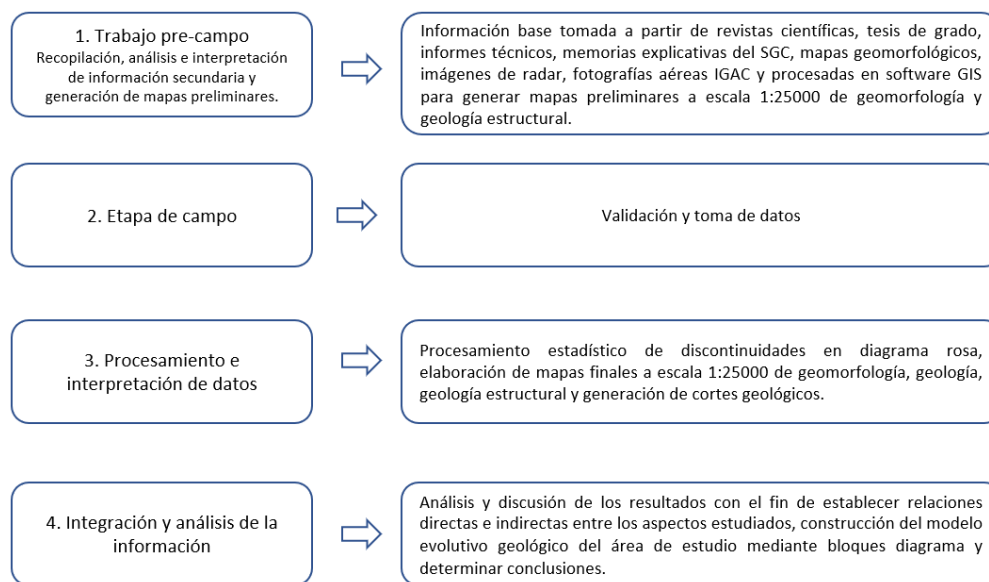 1. Trabajo pre-campo
Recopilación, análisis e interpretación
de información secundaria y
generación de mapas preliminares.
Información base tomada a partir de revistas científicas, tesis de grado,
informes técnicos, memorias explicativas del SGC, mapas geomorfológicos,
imágenes de radar, fotografías aéreas IGAC y procesadas en software GIS
para generar mapas preliminares a escala 1:25000 de geomorfología y
geología estructural.
2. Etapa de campo
Validación y toma de datos
3. Procesamiento e
interpretación de datos
Procesamiento estadístico de discontinuidades en diagrama rosa,
elaboración de mapas finales a escala 1:25000 de geomorfología, geología,
geología estructural y generación de cortes geológicos.
4. Integración y análisis de la
información
Análisis y discusión de los resultados con el fin de establecer relaciones
directas e indirectas entre los aspectos estudiados, construcción del modelo
evolutivo geológico del área de estudio mediante bloques diagrama y
determinar conclusiones.